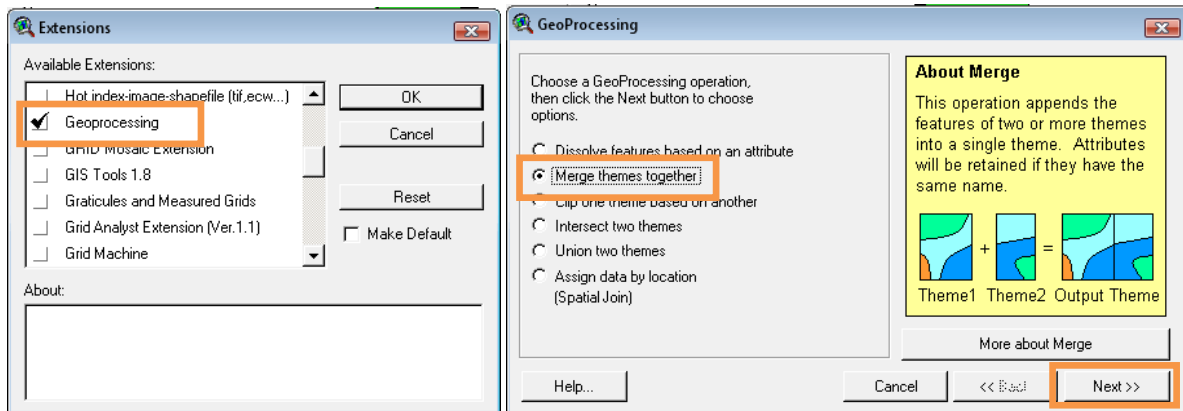 Extensions
Available Extensions:
Hot index-image-shapefile (tif,ecw...)
Geoprocessing
GRID Mosaic Extension
GIS Tools 1.8
Graticules and Measured Grids
Grid Analyst Extension (Ver.1.1)
Grid Machine
OK
Cancel
Reset
Make Default
About:
GeoProcessing
Choose a GeoProcessing operation,
then click the Next button to choose
options.
Dissolve features based on an attribute
Merge themes together
Clip one theme based on another
Intersect two themes
Union two themes
Assign data by location
(Spatial Join)
About Merge
This operation appends the
features of two or more themes
into a single theme. Attributes
will be retained if they have the
same name.
+ =
Theme1 Theme2 Output Theme
More about Merge
Help...
Cancel
<< Back
Next >>